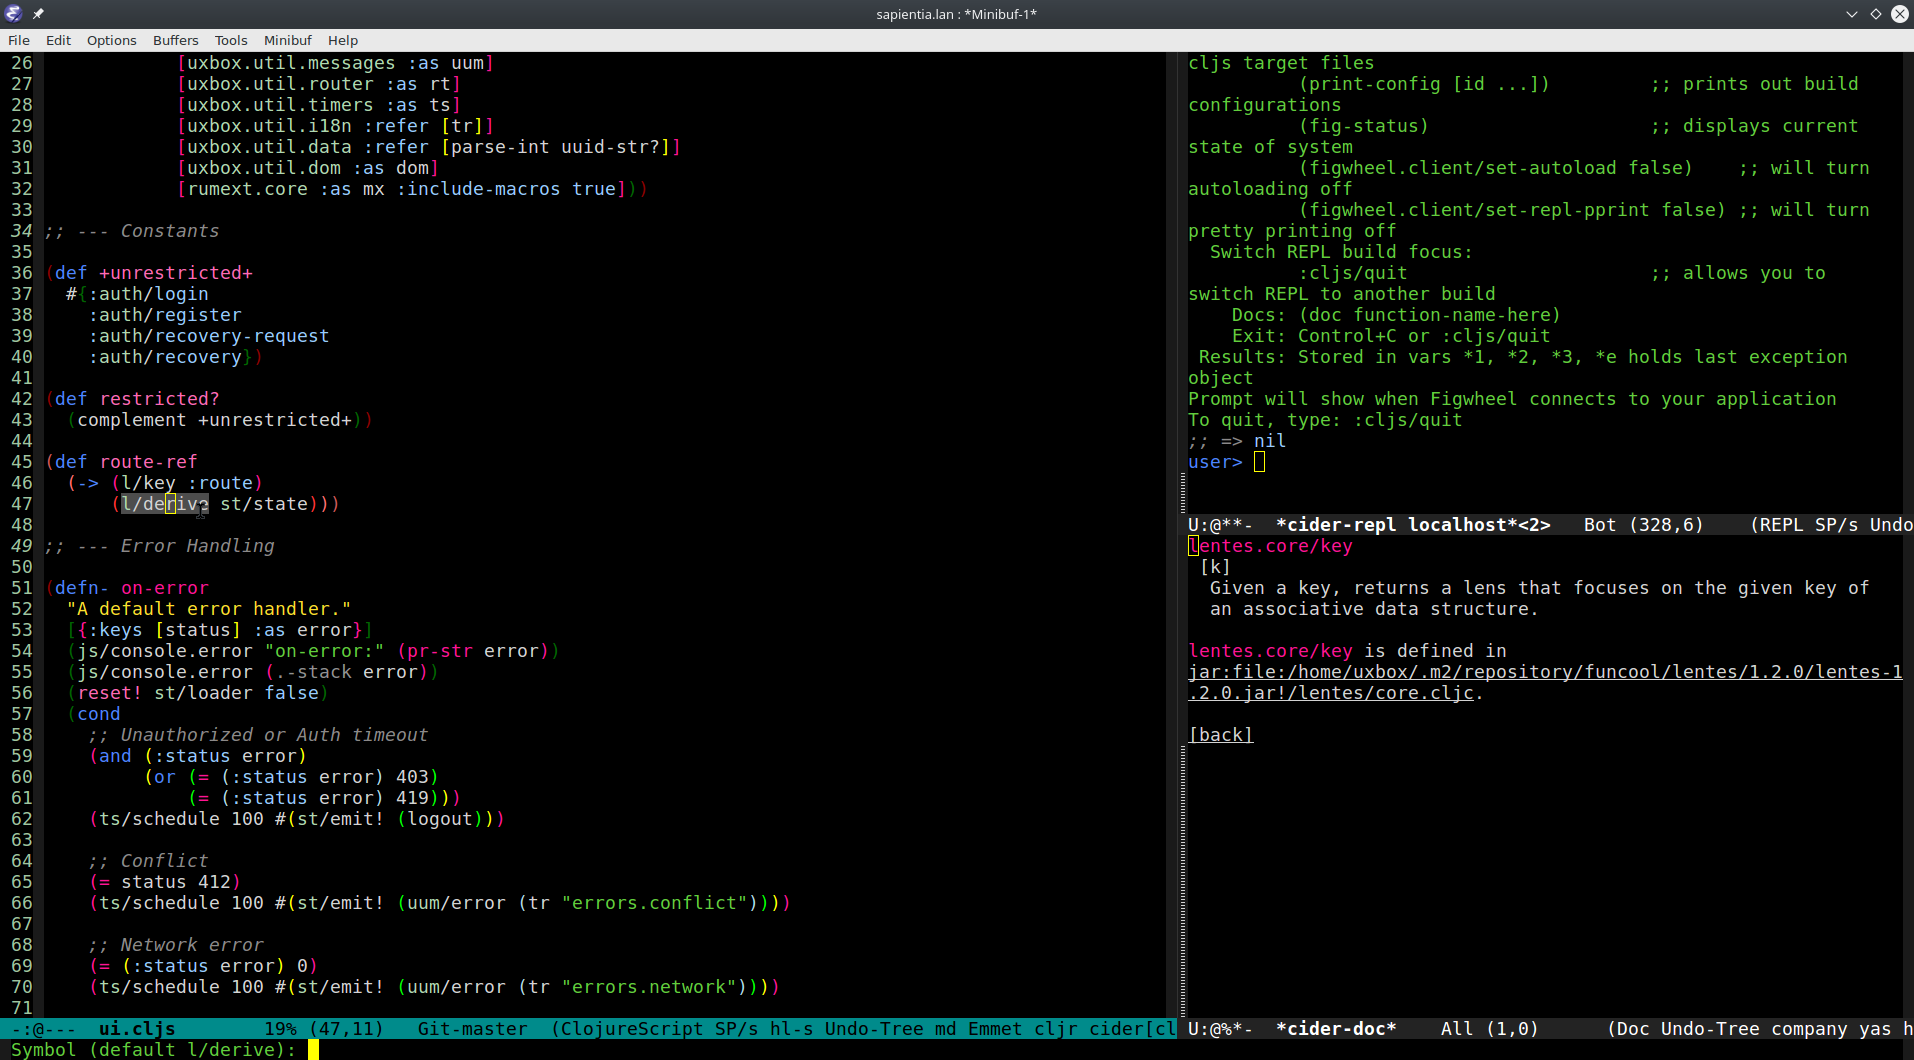 sapientia.lan : *Minibuf-1*
File Edit Options Buffers Tools Minibuf Help
26 [uxbox.util.messages :as uum]
27 [uxbox.util.router :as rt]
28 [uxbox.util.timers :as ts]
29 [uxbox.util.i18n :refer [tr]]
30 [uxbox.util.data :refer [parse-int uuid-str?]]
31 [uxbox.util.dom :as dom]
32 [rumext.core :as mx :include-macros true]))
33
34 ;; --- Constants
35
36 (def +unrestricted+
37 #{:auth/login
38 :auth/register
39 :auth/recovery-request
40 :auth/recovery})
41
42 (def restricted?
43 (complement +unrestricted+))
44
45 (def route-ref
46 (-> (l/key :route)
47 (l/derive st/state)))
48
49 ;; --- Error Handling
50
51 (defn- on-error
52 "A default error handler."
53 [{:keys [status] :as error}]
54 (js/console.error "on-error:" (pr-str error))
55 (js/console.error (.-stack error))
56 (reset! st/loader false)
57 (cond
58 ;; Unauthorized or Auth timeout
59 (and (:status error)
60 (or (= (:status error) 403)
61 (= (:status error) 419)))
62 (ts/schedule 100 #(st/emit! (logout)))
63
64 ;; Conflict
65 (= status 412)
66 (ts/schedule 100 #(st/emit! (uum/error (tr "errors.conflict"))))
67
68 ;; Network error
69 (= (:status error) 0)
70 (ts/schedule 100 #(st/emit! (uum/error (tr "errors.network"))))
71
-:@--- ui.cljs 19% (47,11) Git-master (ClojureScript SP/s hl-s Undo-Tree md Emmet cljr cider[cl
Symbol (default l/derive):
cljs target files
(print-config [id ...]) ;; prints out build
configurations
(fig-status) ;; displays current
state of system
(figwheel.client/set-autoload false) ;; will turn
autoloading off
(figwheel.client/set-repl-pprint false) ;; will turn
pretty printing off
Switch REPL build focus:
:cljs/quit ;; allows you to
switch REPL to another build
Docs: (doc function-name-here)
Exit: Control+C or :cljs/quit
Results: Stored in vars *1, *2, *3, *e holds last exception
object
Prompt will show when Figwheel connects to your application
To quit, type: :cljs/quit
;; => nil
user>
U:@**- *cider-repl localhost*<2> Bot (328,6) (REPL SP/s Undo
lentes.core/key
[k]
Given a key, returns a lens that focuses on the given key of
an associative data structure.
lentes.core/key is defined in
jar:file:/home/uxbox/.m2/repository/funcool/lentes/1.2.0/lentes-1
.2.0.jar!/lentes/core.cljc.
[back]
U:@%*- *cider-doc* All (1,0) (Doc Undo-Tree company yas h